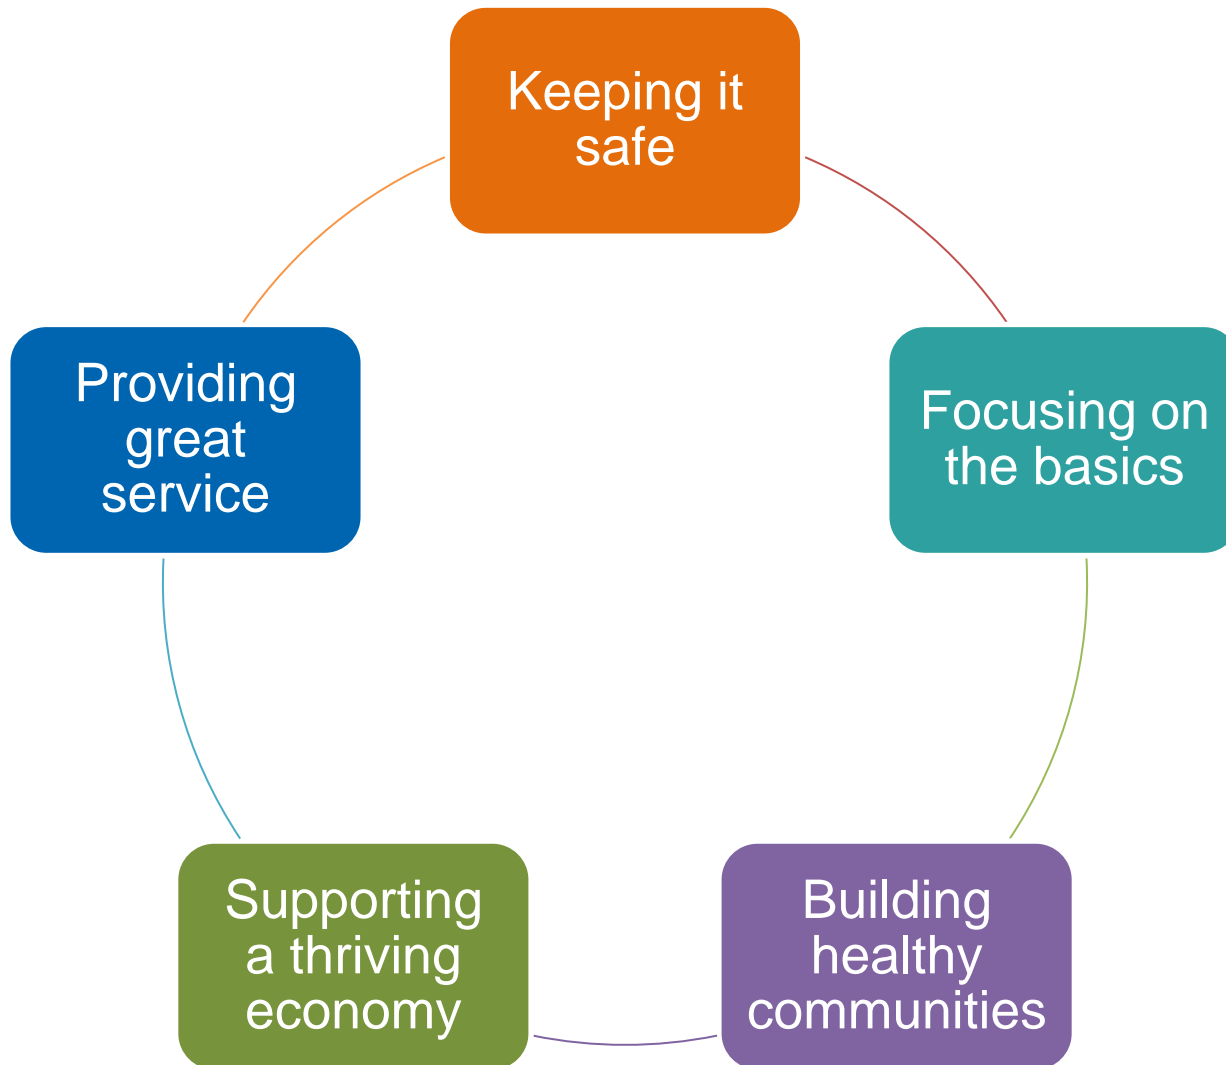 Keeping it
safe
Providing
great
service
Focusing on
the basics
Supporting
a thriving
economy
Building
healthy
communities